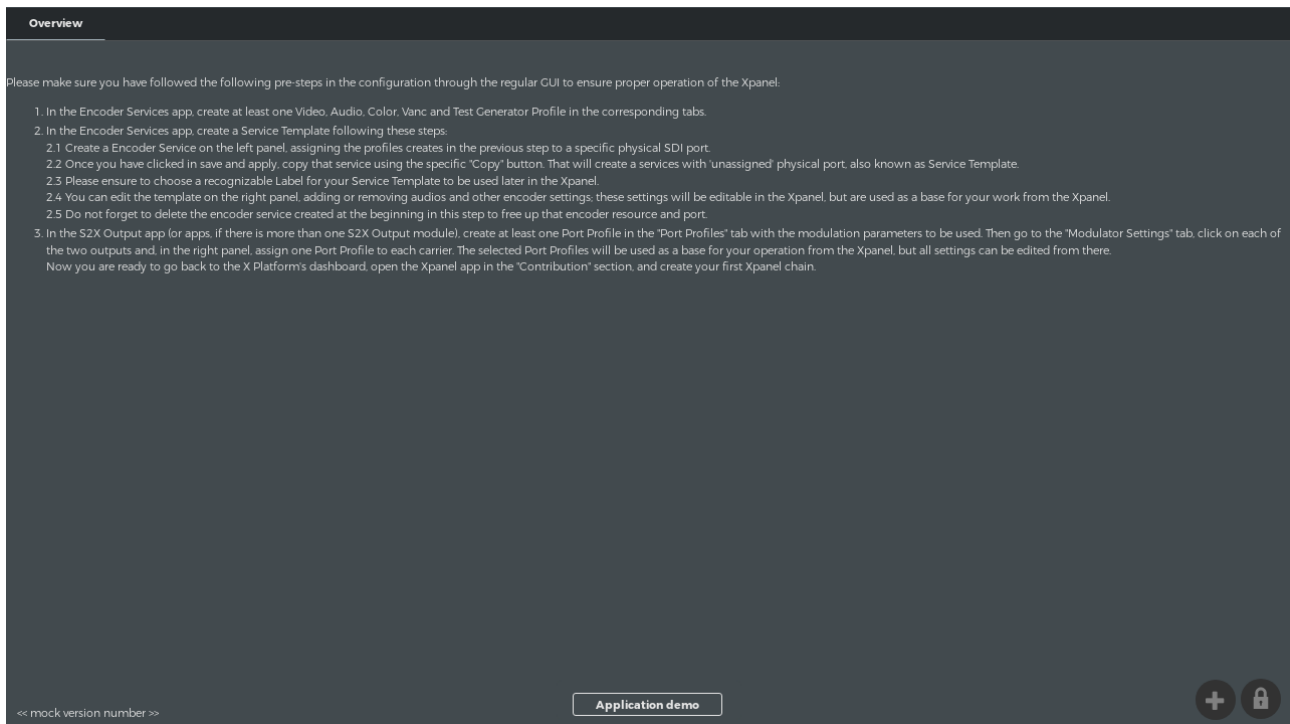 Overview
Please make sure you have followed the following pre-steps in the configuration through the regular GUI to ensure proper operation of the Xpanel:
1. In the Encoder Services app, create at least one Video, Audio, Color, Vanc and Test Generator Profile in the corresponding tabs.
2. In the Encoder Services app, create a Service Template following these steps:
2.1 Create a Encoder Service on the left panel, assigning the profiles creates in the previous step to a specific physical SDI port.
2.2 Once you have clicked in save and apply, copy that service using the specific "Copy" button. That will create a services with 'unassigned' physical port, also known as Service Template.
2.3 Please ensure to choose a recognizable Label for your Service Template to be used later in the Xpanel.
2.4 You can edit the template on the right panel, adding or removing audios and other encoder settings; these settings will be editable in the Xpanel, but are used as a base for your work from the Xpanel.
2.5 Do not forget to delete the encoder service created at the beginning in this step to free up that encoder resource and port.
3. In the S2X Output app (or apps, if there is more than one S2X Output module), create at least one Port Profile in the "Port Profiles" tab with the modulation parameters to be used. Then go to the "Modulator Settings" tab, click on each of
the two outputs and, in the right panel, assign one Port Profile to each carrier. The selected Port Profiles will be used as a base for your operation from the Xpanel, but all settings can be edited from there.
Now you are ready to go back to the X Platform's dashboard, open the Xpanel app in the "Contribution" section, and create your first Xpanel chain.
Application demo
<< mock version number >>